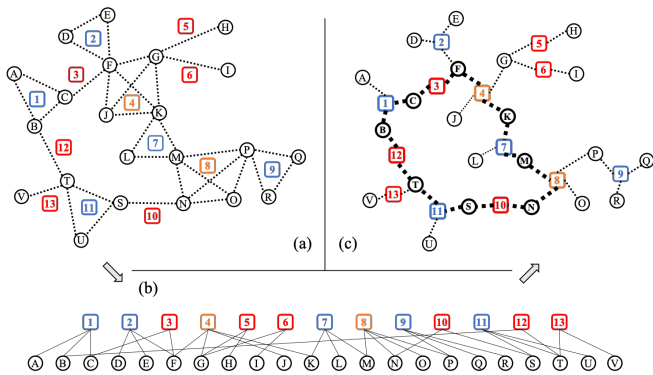 E
D 2
5 H
F G
A 3 6 I
1 C 4
B J K
7
12 L M 8 P Q
9
T
V 13 11 S N O R
10
U
(a)
E
D 2
5 H
F G
A 3 6 I
1 C 4
B J K
7
12 L M P
8 9 Q
T
V 13 S 10 N O R
11
U
(c)
(b)
1 2 3 4 5 6 7 8 9 10 11 12 13
A B C D E F G H I J K L M N O P Q R S T U V